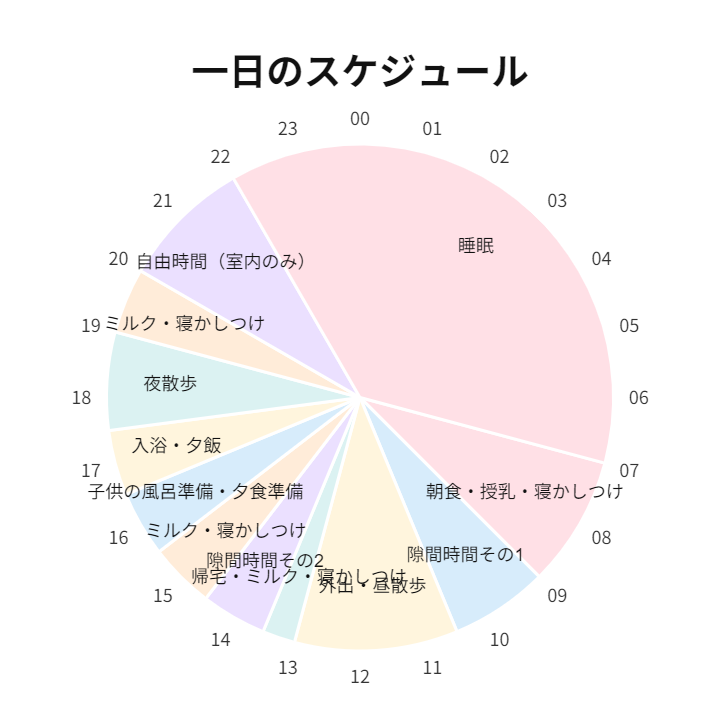 一日のスケジュール
00
01
02
03
04
05
06
07
08
09
10
11
12
13
14
15
16
17
18
19
20
21
22
23
睡眠
朝食・授乳・寝かしつけ
隙間時間その1
外出・昼散歩
帰宅・ミルク・寝かしつけ
隙間時間その2
ミルク・寝かしつけ
子供の風呂準備・夕食準備
入浴・夕飯
夜散歩
ミルク・寝かしつけ
自由時間（室内のみ）